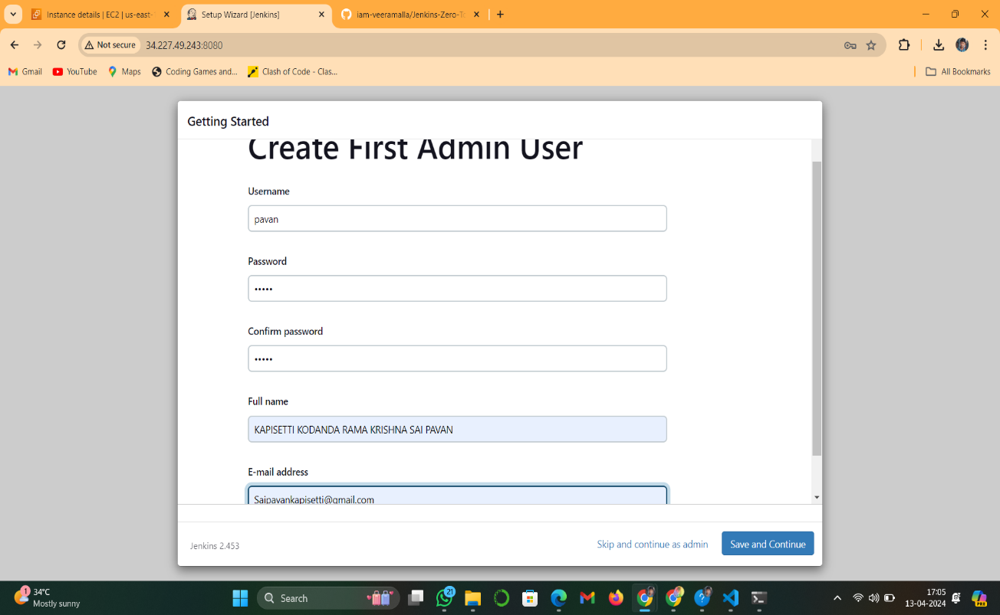 Instance details | EC2 | us-east-
Setup Wizard [Jenkins]
iam-veeramalla/Jenkins-Zero-To
Not secure
34.227.49.243:8080
Gmail
YouTube
Maps
Coding Games and...
Clash of Code - Clas...
All Bookmarks
Getting Started
Create First Admin User
Username
pavan
Password
•••••
Confirm password
•••••
Full name
KAPISETTI KODANDA RAMA KRISHNA SAI PAVAN
E-mail address
Saipavankapisetti@gmail.com
Jenkins 2.453
Skip and continue as admin
Save and Continue
1
34°C
Mostly sunny
Search
21
17:05
13-04-2024
PRE